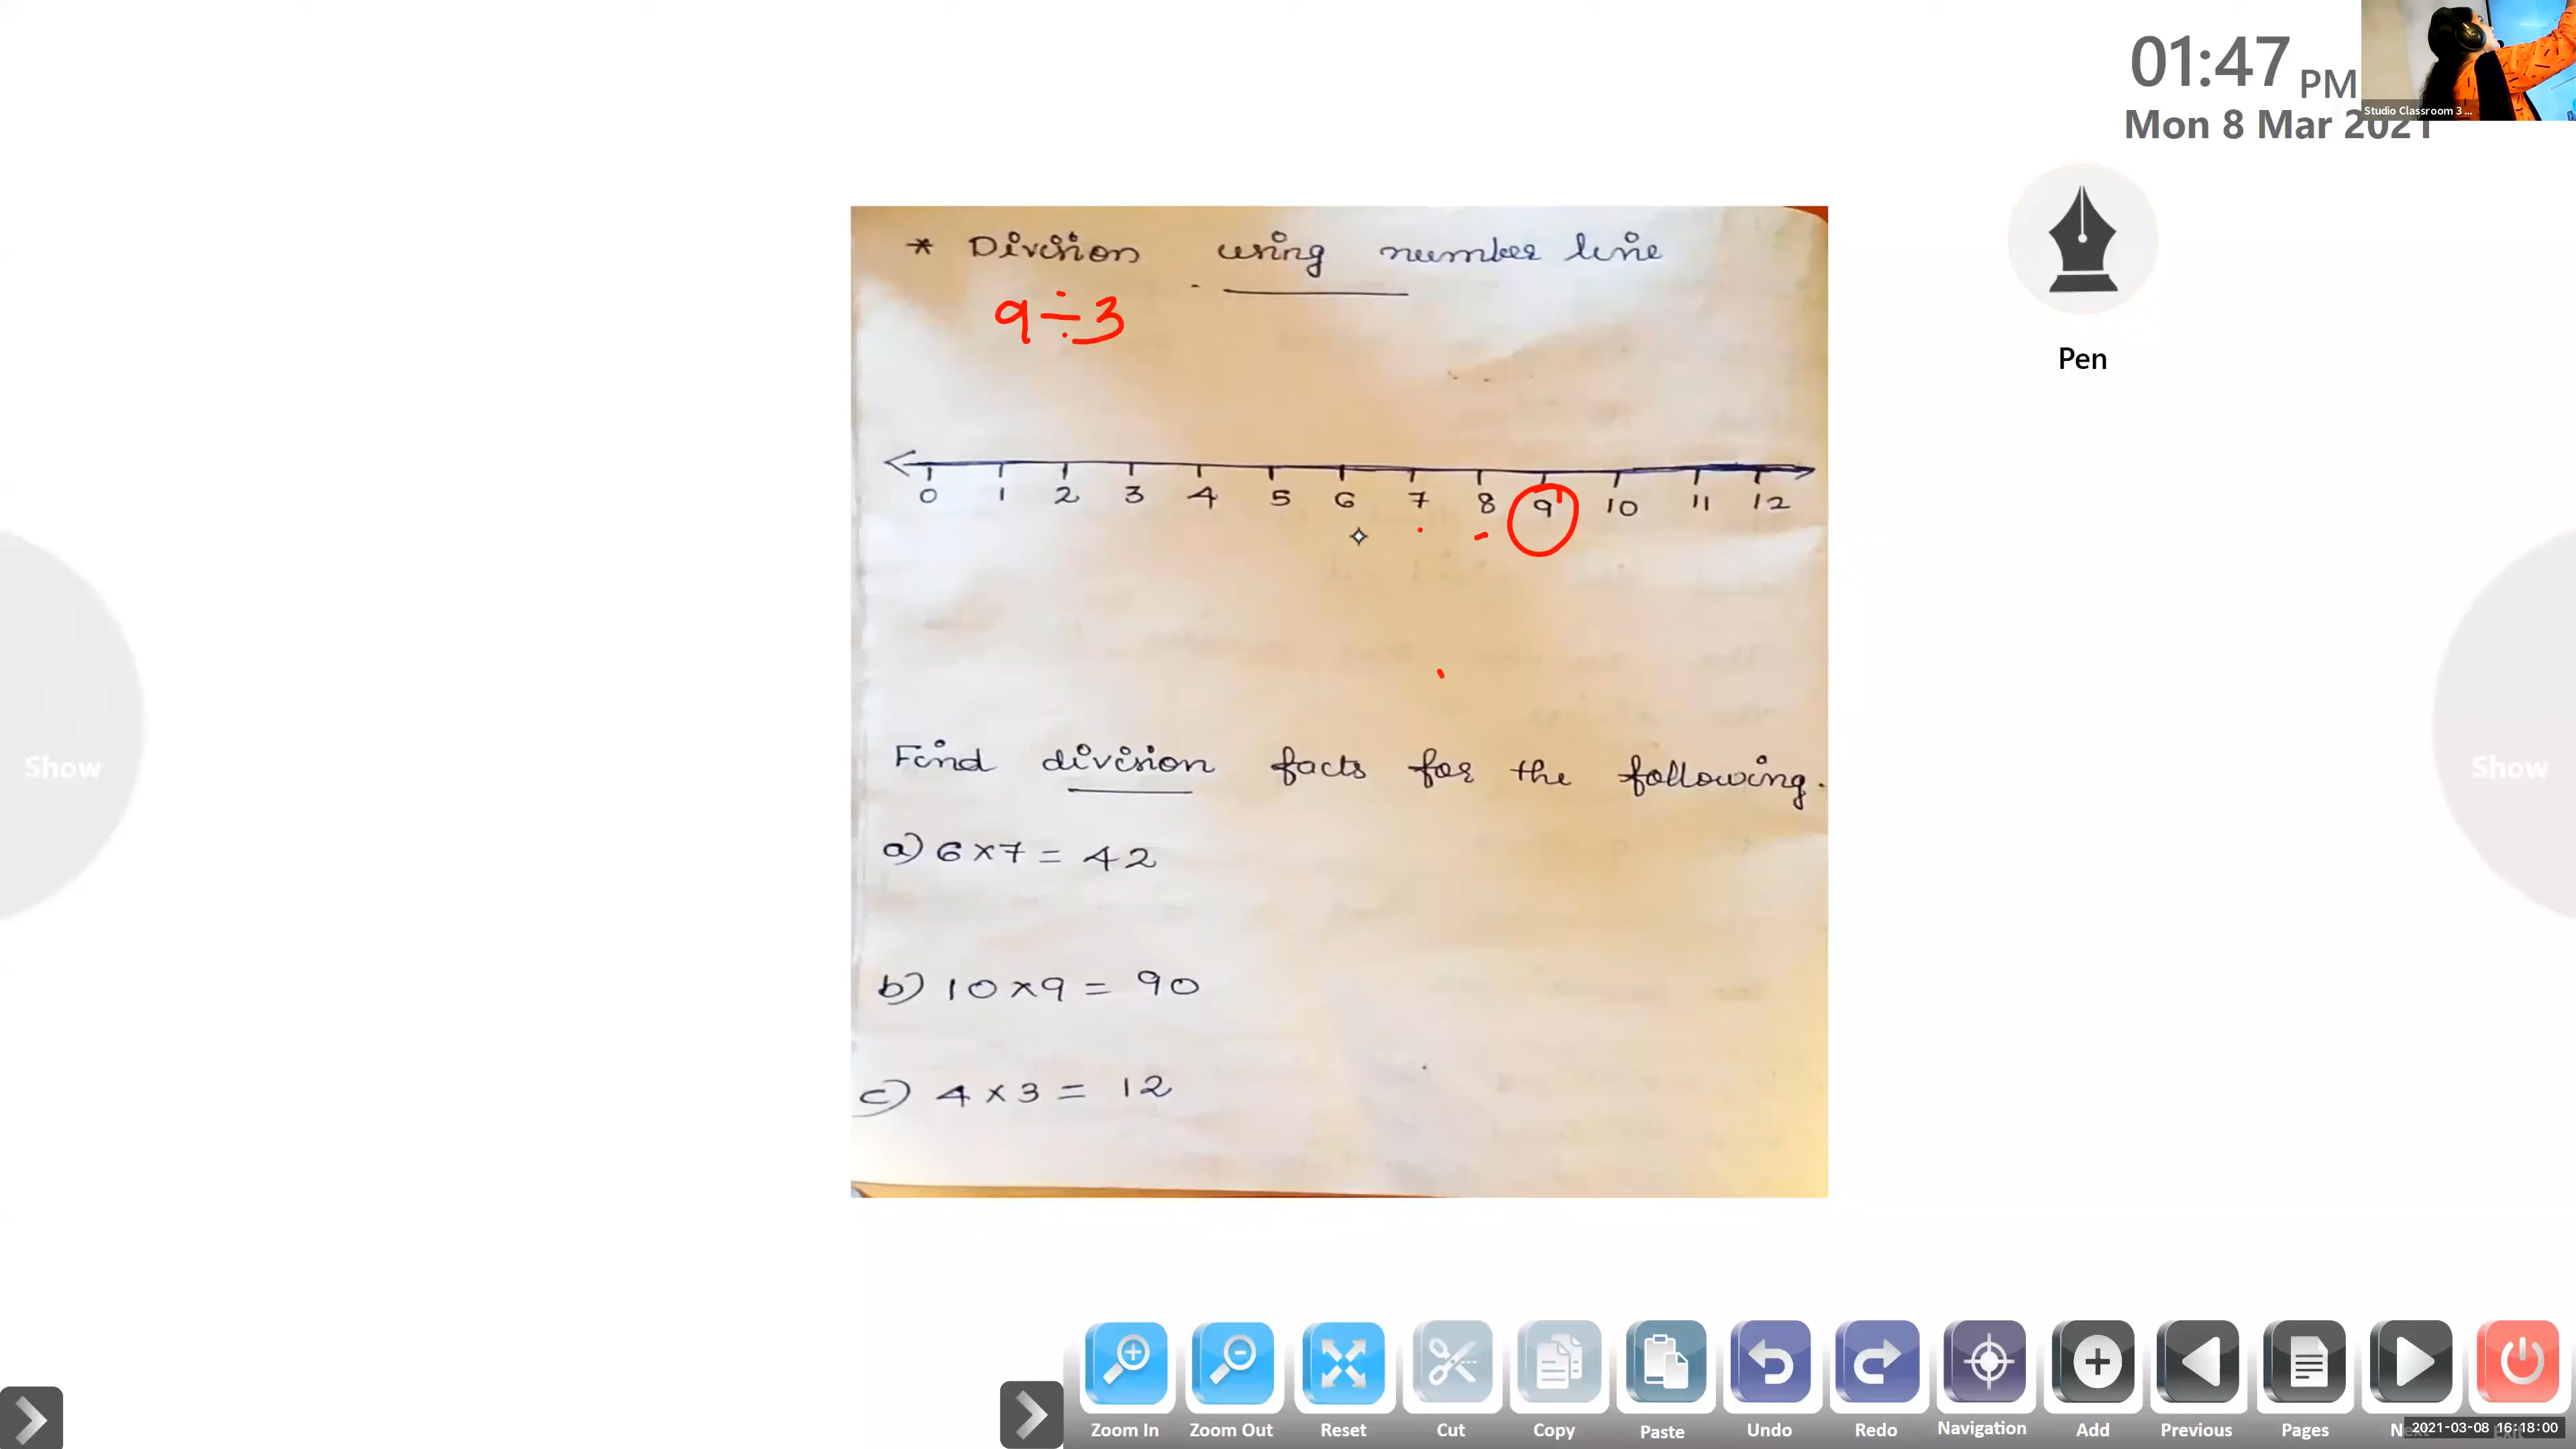 01:47 PM
Mon 8 Mar 2021
Studio Classroom 3 ...
Pen
* Division using number line
9÷3
0 1 2 3 4 5 6 7 8 9 10 11 12
Find division facts for the following.
a) 6×7 = 42
b) 10×9 = 90
c) 4×3 = 12
Show
Show
Zoom In Zoom Out Reset Cut Copy Paste Undo Redo Navigation Add Previous Pages
2021-03-08 16:18:00